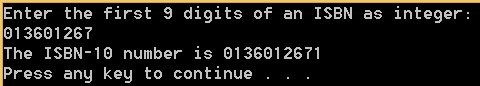 Enter the first 9 digits of an ISBN as integer:
013601267
The ISBN-10 number is 0136012671
Press any key to continue . . .